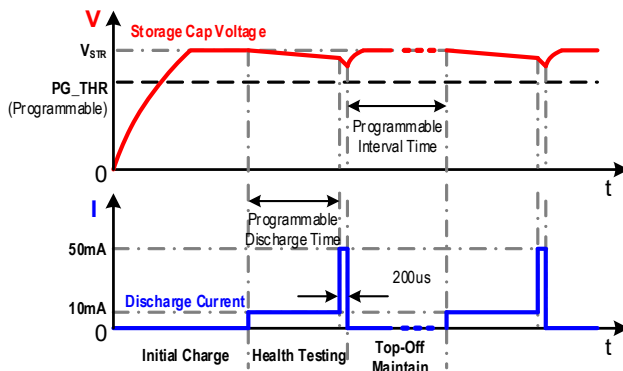 V
Storage Cap Voltage
VSTR
PG_THR
(Programmable)
Programmable
Interval Time
0
t
I
Programmable
Discharge Time
50mA
200us
10mA
Discharge Current
0
t
Initial Charge
Health Testing
Top-Off
Maintain